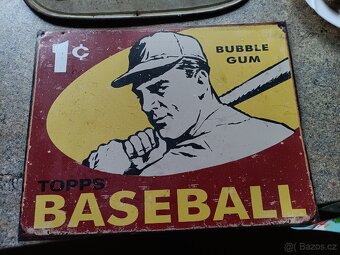 1¢
BUBBLE
GUM
TOPPS
BASEBALL
Bazos.cz